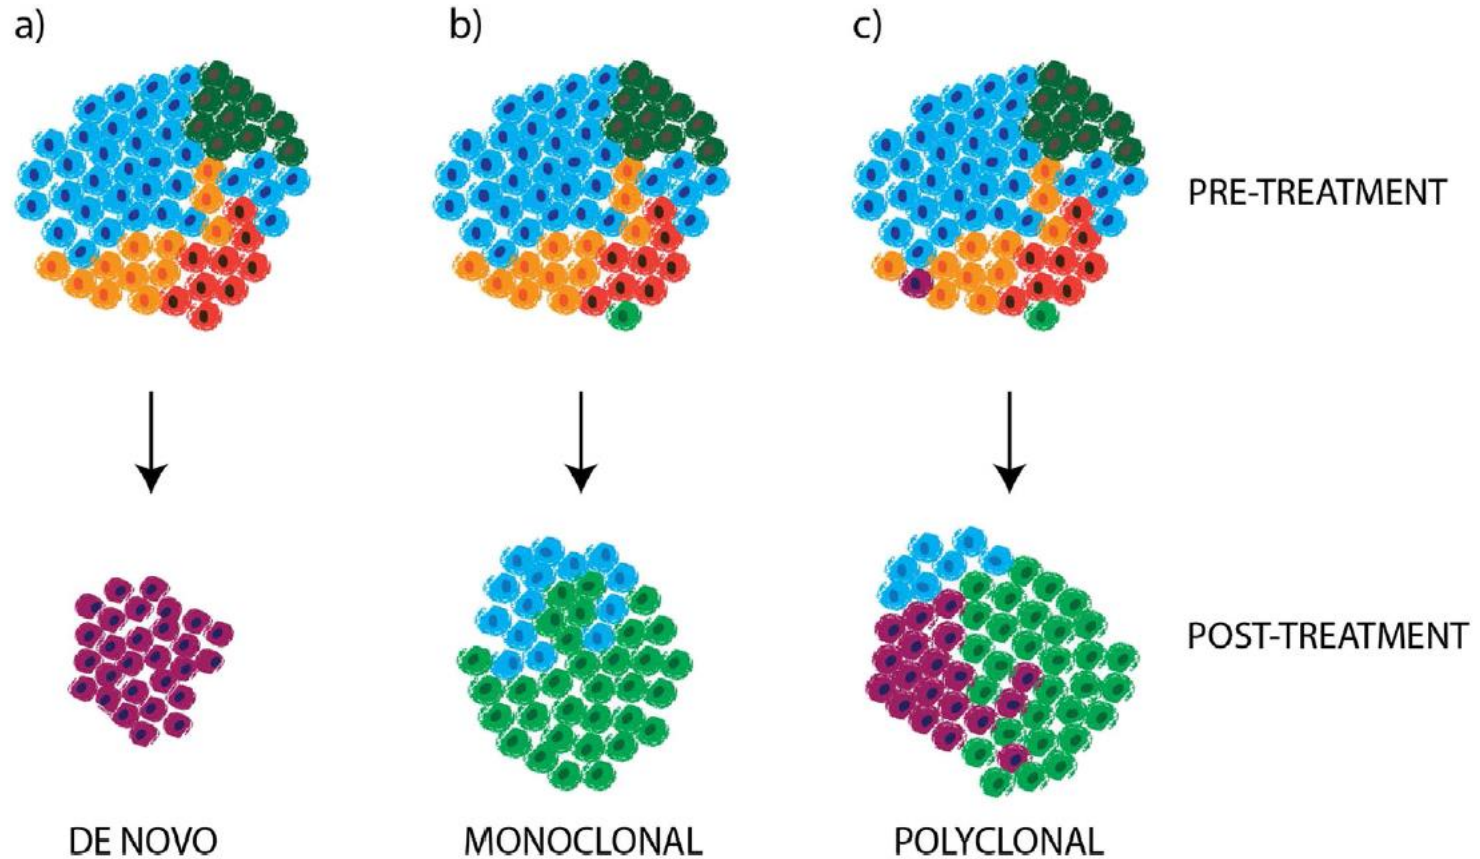 a)
b)
c)
PRE-TREATMENT
POST-TREATMENT
DE NOVO
MONOCLONAL
POLYCLONAL